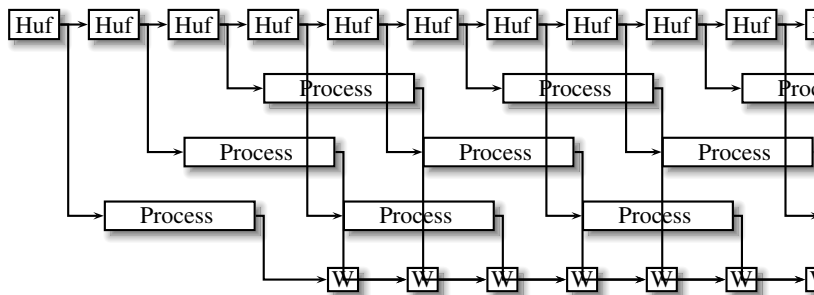 Huf Huf Huf Huf Huf Huf Huf Huf Huf Huf
Process Process
Process Process Process
Process Process Process
W W W W W W